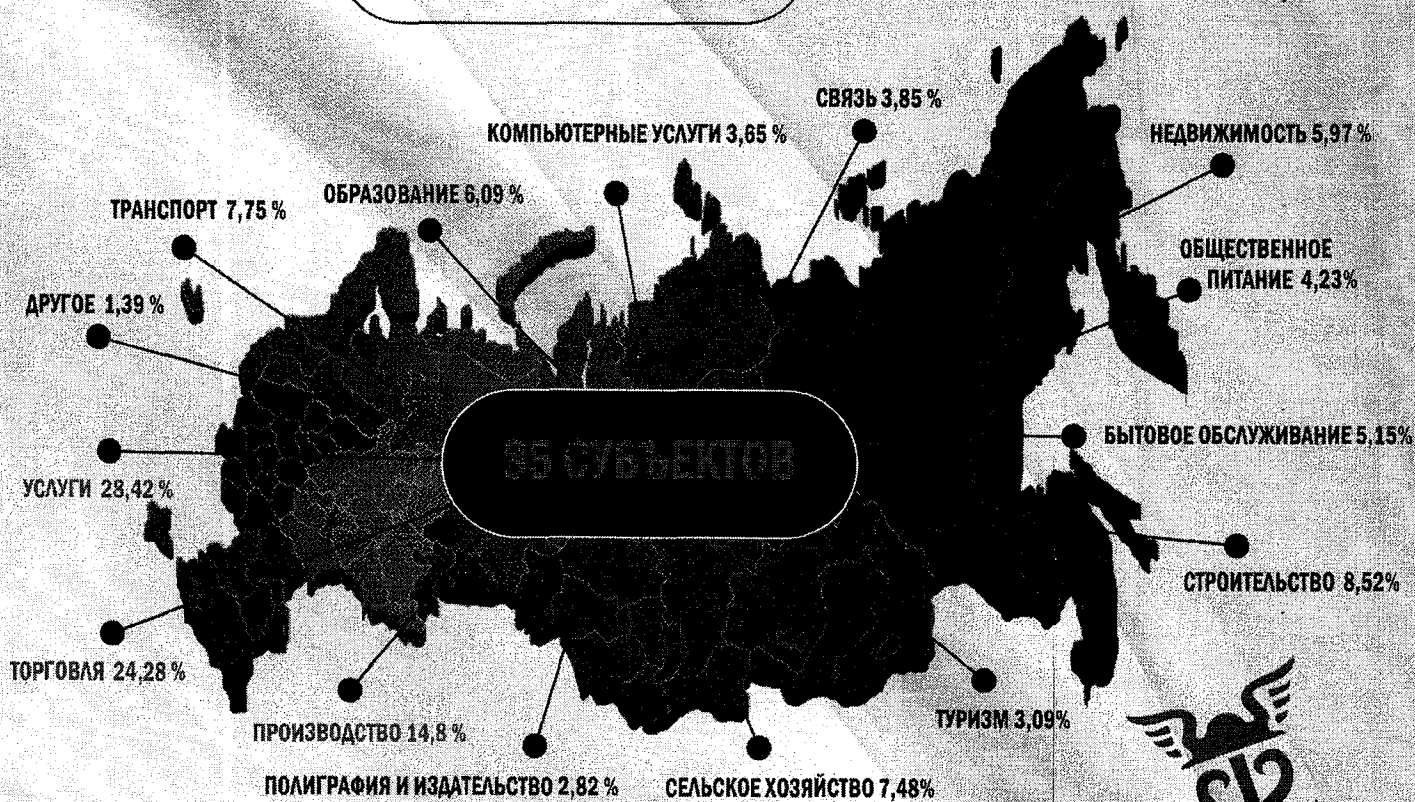 СВЯЗЬ 3,85 %
КОМПЬЮТЕРНЫЕ УСЛУГИ 3,65 %
НЕДВИЖИМОСТЬ 5,97 %
ОБРАЗОВАНИЕ 6,09 %
ТРАНСПОРТ 7,75 %
ОБЩЕСТВЕННОЕ
ПИТАНИЕ 4,23%
ДРУГОЕ 1,39 %
БЫТОВОЕ ОБСЛУЖИВАНИЕ 5,15%
СУБЪЕКТОВ
УСЛУГИ 28,42 %
СТРОИТЕЛЬСТВО 8,52%
ТОРГОВЛЯ 24,28 %
ТУРИЗМ 3,09%
ПРОИЗВОДСТВО 14,8 %
ПОЛИГРАФИЯ И ИЗДАТЕЛЬСТВО 2,82 %
СЕЛЬСКОЕ ХОЗЯЙСТВО 7,48%